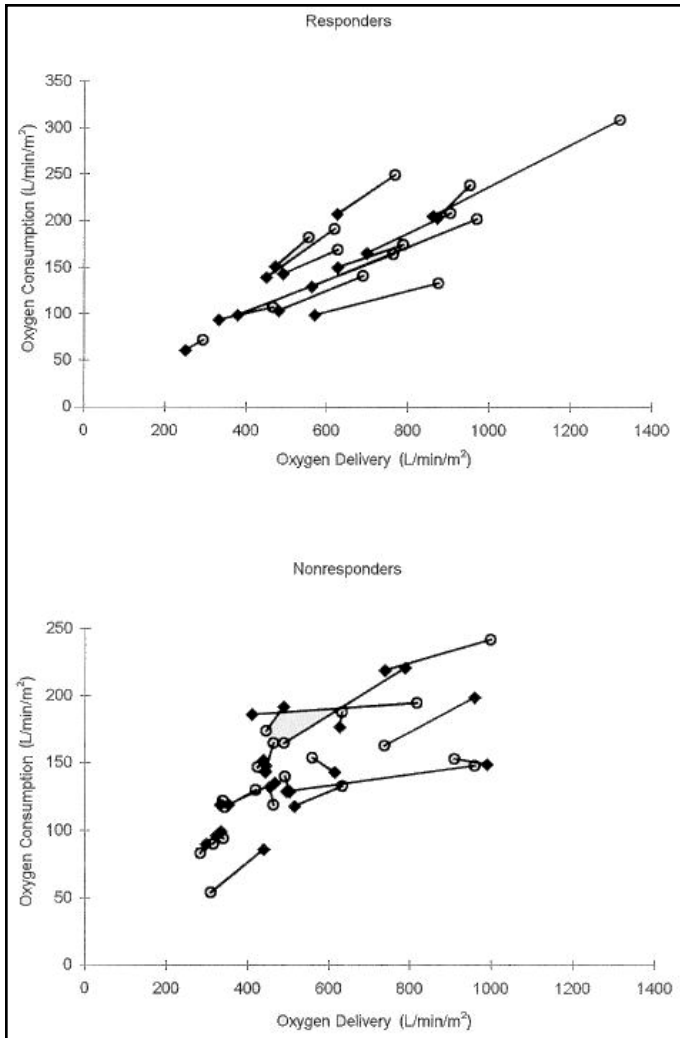 Responders
350
300
250
200
150
100
50
0
Oxygen Consumption (L/min/m²)
0 200 400 600 800 1000 1200 1400
Oxygen Delivery (L/min/m²)
Nonresponders
250
200
150
100
50
0
Oxygen Consumption (L/min/m²)
0 200 400 600 800 1000 1200 1400
Oxygen Delivery (L/min/m²)